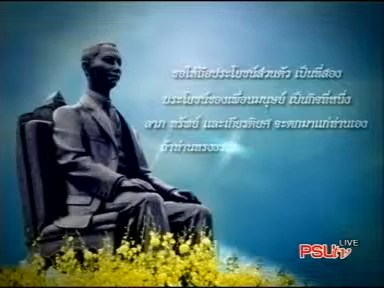 ขอให้ถือประโยชน์ส่วนตัว เป็นที่สอง
ประโยชน์ของเพื่อนมนุษย์ เป็นกิจที่หนึ่ง
ลาภ ทรัพย์ และเกียรติยศ จะตกมาแก่ท่านเอง
ถ้าท่านทรง
LIVE
PSU tv